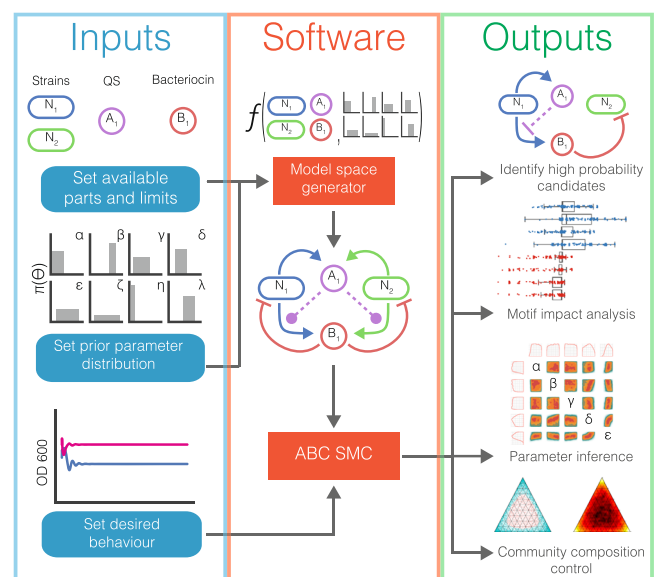 Inputs
Strains
QS
Bacteriocin
N1
A1
B1
N2
Set available
parts and limits
π(Θ)
α
β
γ
δ
ε
ζ
η
λ
Set prior parameter
distribution
OD 600
Set desired
behaviour
Software
f
N1
A1
N2
B1
,
Model space
generator
A1
N1
N2
B1
ABC SMC
Outputs
A1
N1
N2
B1
Identify high probability
candidates
Motif impact analysis
α
β
γ
δ
ε
Parameter inference
Community composition
control